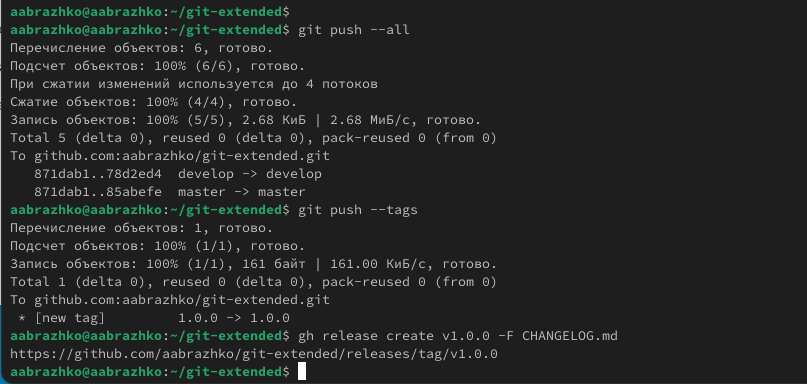 aabrazhko@aabrazhko:~/git-extended$
aabrazhko@aabrazhko:~/git-extended$ git push --all
Перечисление объектов: 6, готово.
Подсчет объектов: 100% (6/6), готово.
При сжатии изменений используется до 4 потоков
Сжатие объектов: 100% (4/4), готово.
Запись объектов: 100% (5/5), 2.68 КиБ | 2.68 МиБ/с, готово.
Total 5 (delta 0), reused 0 (delta 0), pack-reused 0 (from 0)
To github.com:aabrazhko/git-extended.git
   871dab1..78d2ed4  develop -> develop
   871dab1..85abefe  master -> master
aabrazhko@aabrazhko:~/git-extended$ git push --tags
Перечисление объектов: 1, готово.
Подсчет объектов: 100% (1/1), готово.
Запись объектов: 100% (1/1), 161 байт | 161.00 КиБ/с, готово.
Total 1 (delta 0), reused 0 (delta 0), pack-reused 0 (from 0)
To github.com:aabrazhko/git-extended.git
 * [new tag]         1.0.0 -> 1.0.0
aabrazhko@aabrazhko:~/git-extended$ gh release create v1.0.0 -F CHANGELOG.md
https://github.com/aabrazhko/git-extended/releases/tag/v1.0.0
aabrazhko@aabrazhko:~/git-extended$